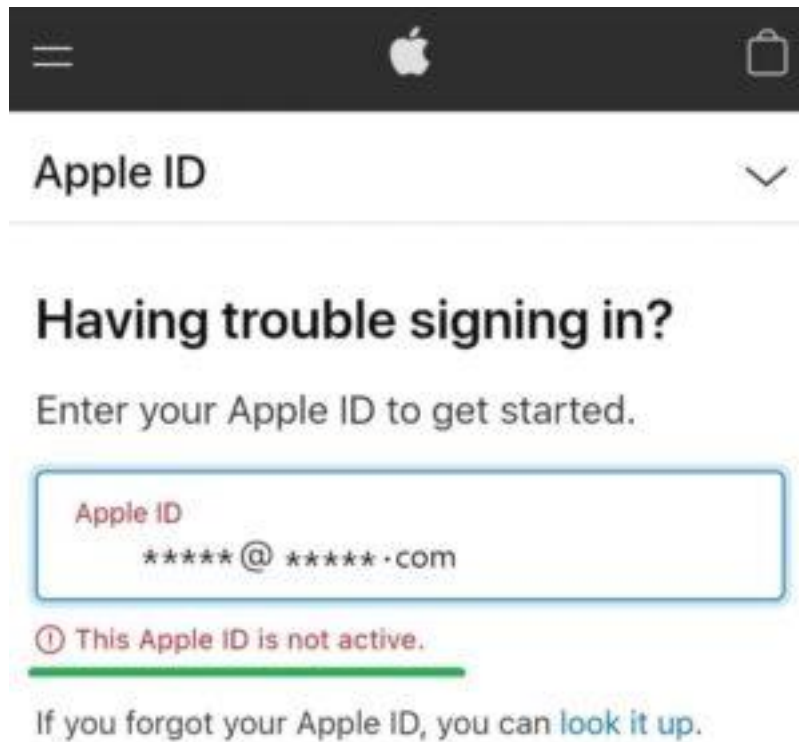 Apple ID
Having trouble signing in?
Enter your Apple ID to get started.
Apple ID
*****@ *****.com
This Apple ID is not active.
If you forgot your Apple ID, you can look it up.